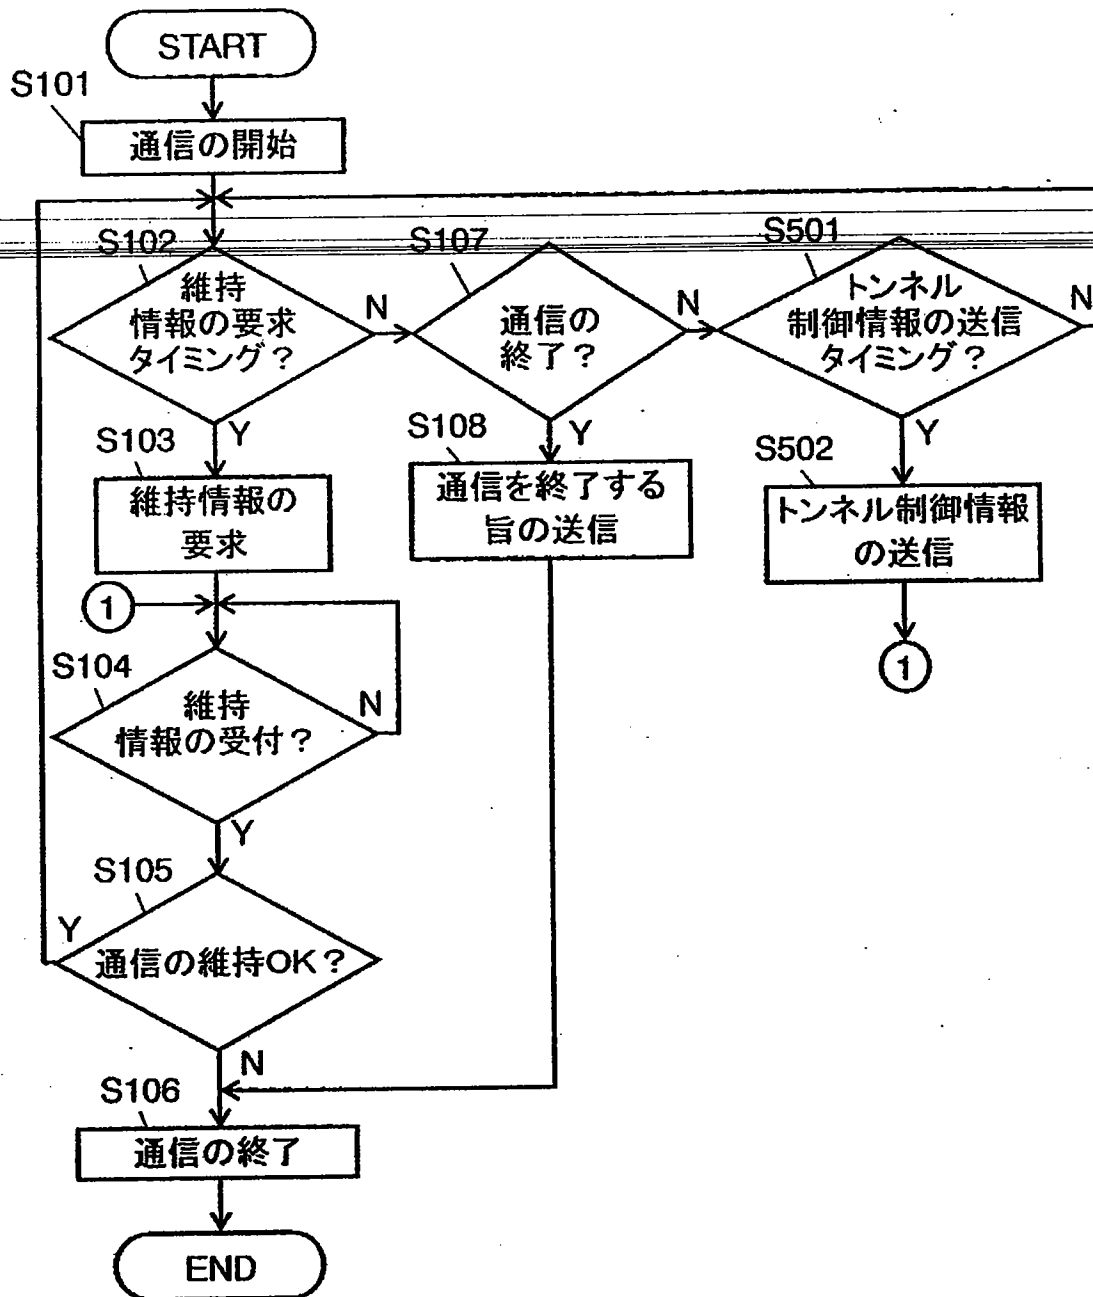 START
S101
通信の開始
S102
維持
情報の要求
タイミング？
N
Y
S107
通信の
終了？
N
Y
S501
トンネル
制御情報の送信
タイミング？
N
Y
S103
維持情報の
要求
S108
通信を終了する
旨の送信
S502
トンネル制御情報
の送信
1
1
S104
維持
情報の受付？
N
Y
S105
通信の維持OK？
Y
N
S106
通信の終了
END